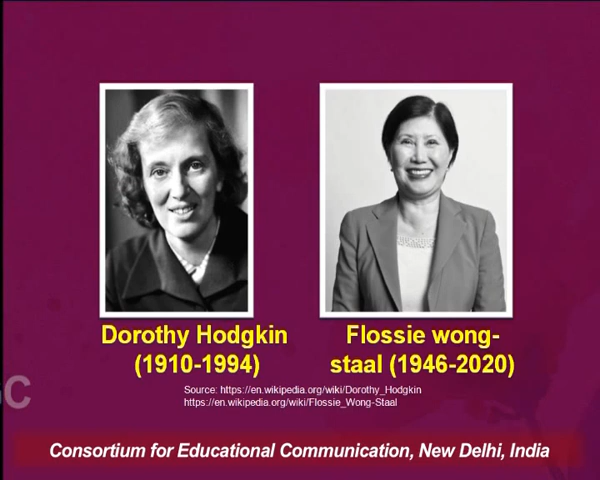 Dorothy Hodgkin
(1910-1994)
Flossie wong-
staal (1946-2020)
Source: https://en.wikipedia.org/wiki/Dorothy_Hodgkin
https://en.wikipedia.org/wiki/Flossie_Wong-Staal
Consortium for Educational Communication, New Delhi, India